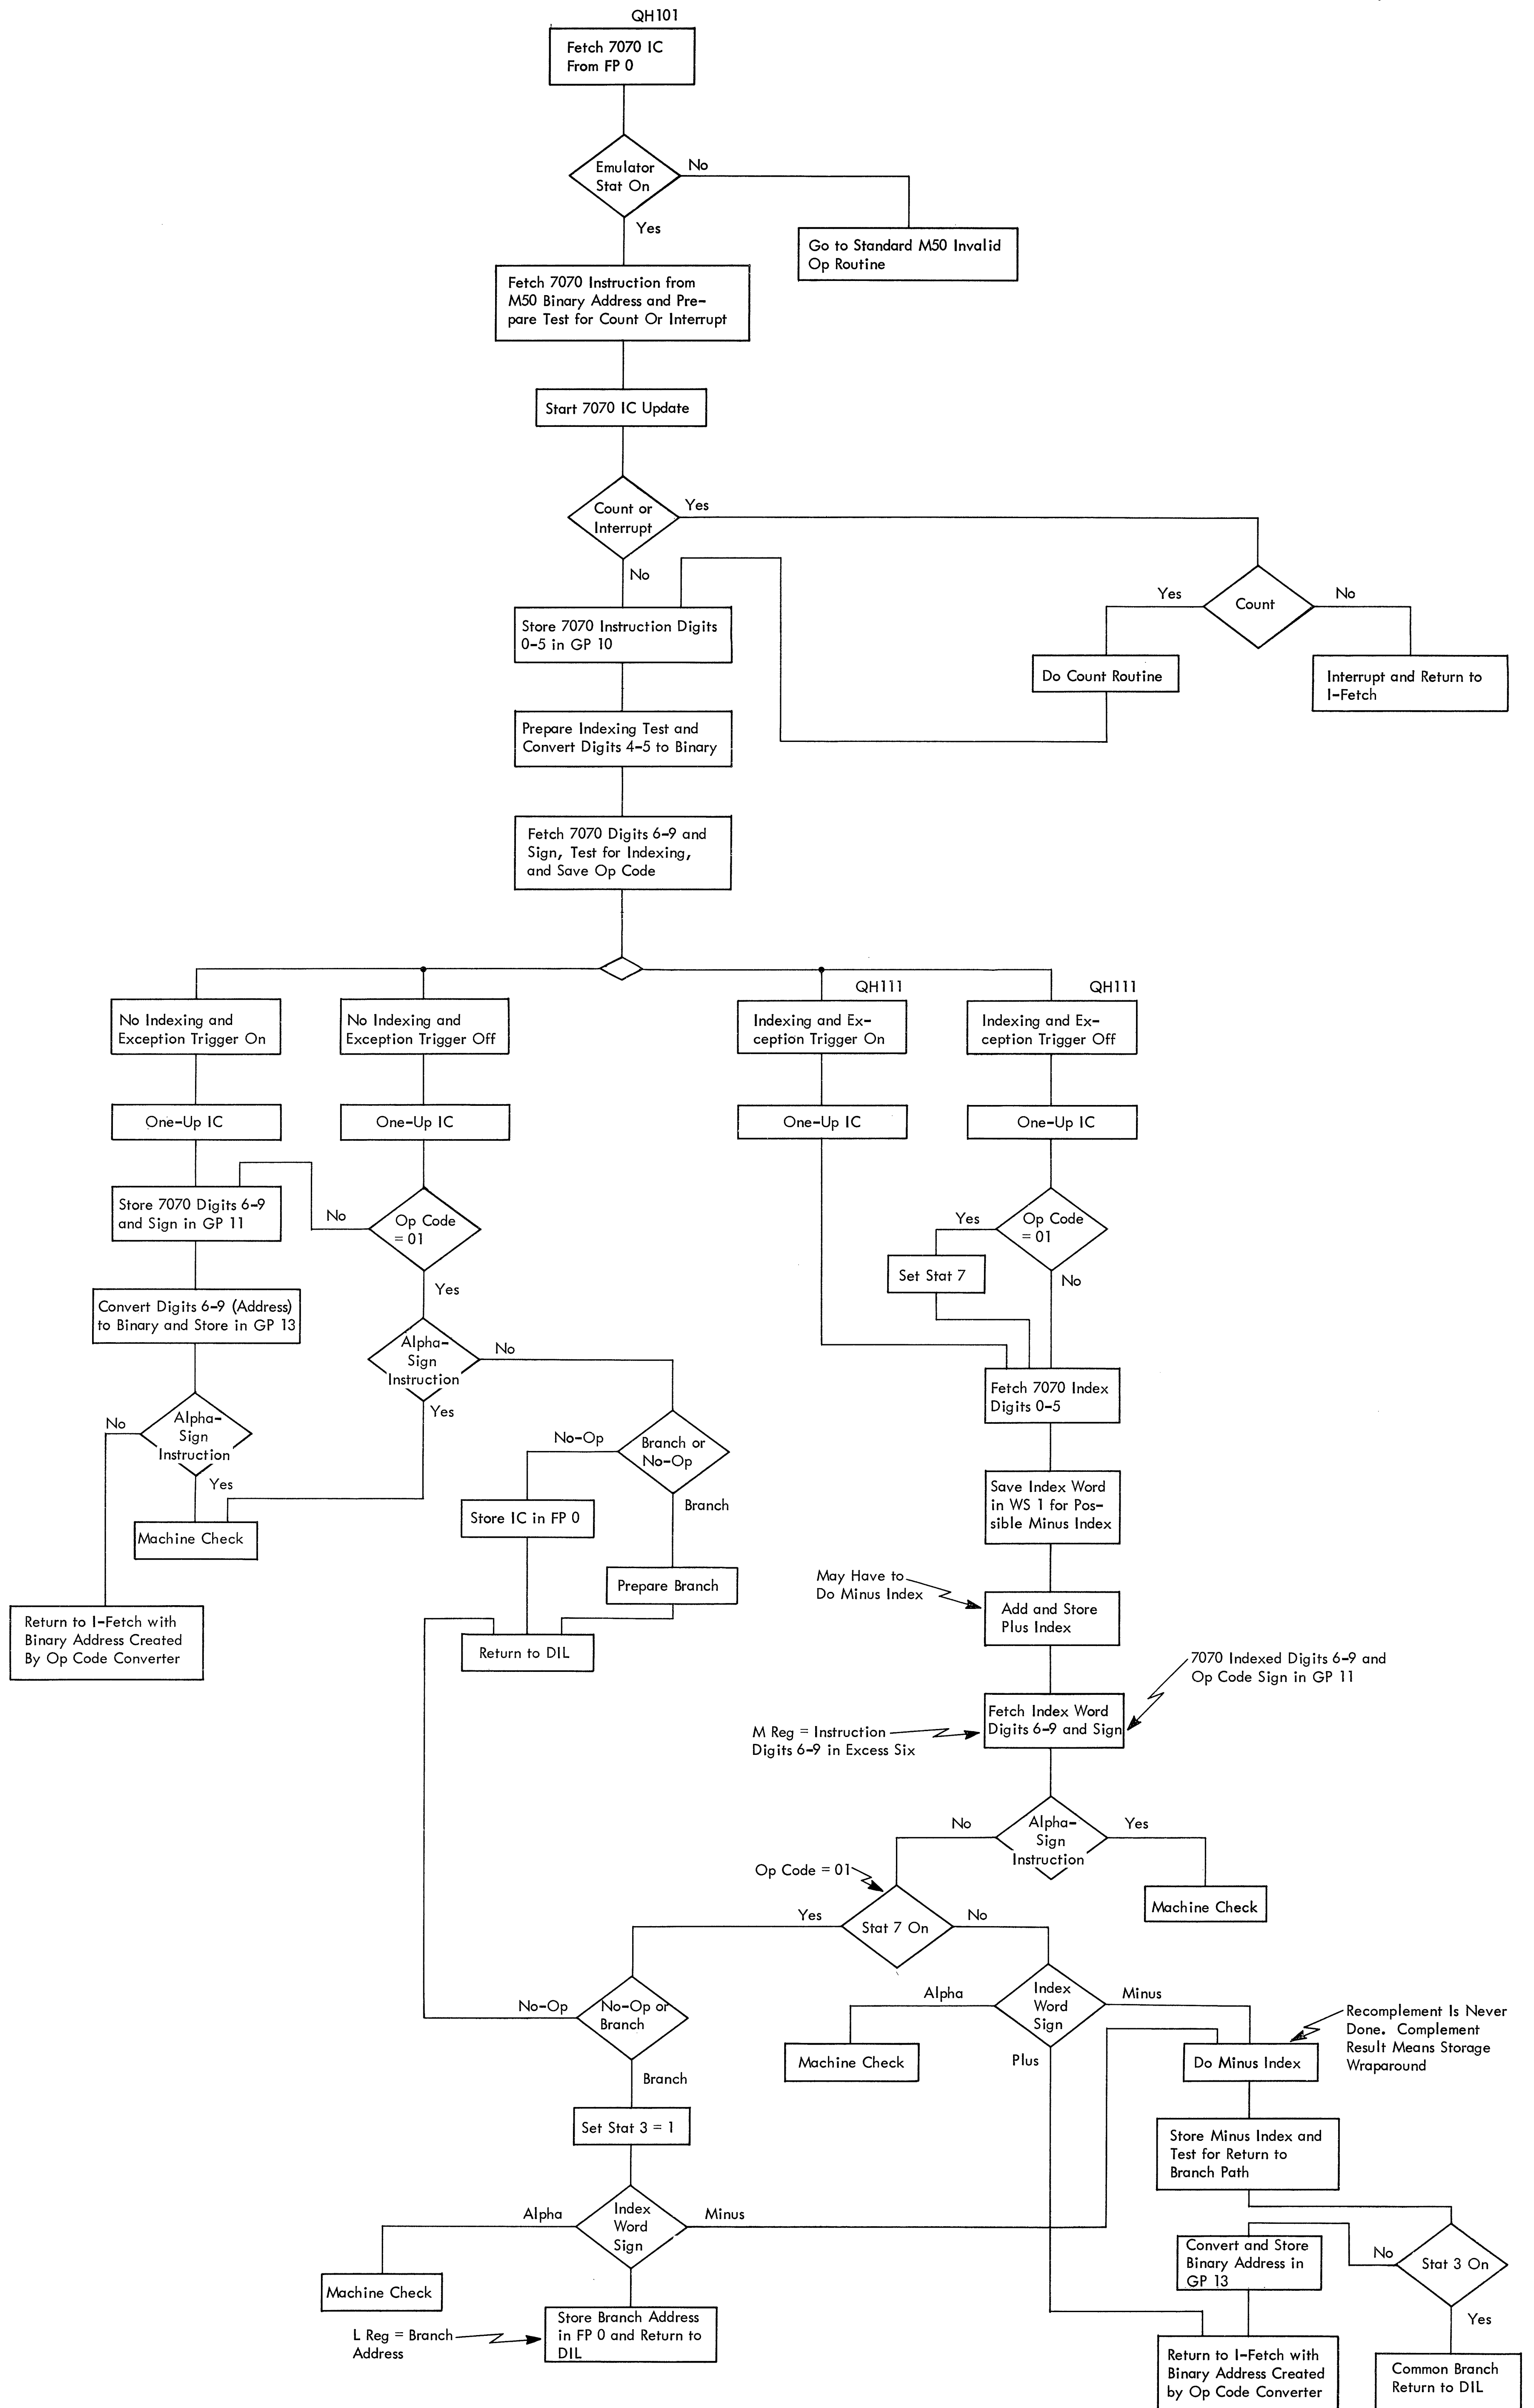 QH101
Fetch 7070 IC
From FP 0
Emulator
Stat On
No
Yes
Go to Standard M50 Invalid
Op Routine
Fetch 7070 Instruction from
M50 Binary Address and Pre-
pare Test for Count Or Interrupt
Start 7070 IC Update
Count or
Interrupt
Yes
No
Count
Yes
No
Do Count Routine
Interrupt and Return to
I-Fetch
Store 7070 Instruction Digits
0-5 in GP 10
Prepare Indexing Test and
Convert Digits 4-5 to Binary
Fetch 7070 Digits 6-9 and
Sign, Test for Indexing,
and Save Op Code
QH111
QH111
No Indexing and
Exception Trigger On
No Indexing and
Exception Trigger Off
Indexing and Ex-
ception Trigger On
Indexing and Ex-
ception Trigger Off
One-Up IC
One-Up IC
One-Up IC
One-Up IC
Store 7070 Digits 6-9
and Sign in GP 11
No
Op Code
= 01
Yes
Yes
Op Code
= 01
No
Set Stat 7
Convert Digits 6-9 (Address)
to Binary and Store in GP 13
Alpha-
Sign
Instruction
No
Yes
Fetch 7070 Index
Digits 0-5
No
Alpha-
Sign
Instruction
Yes
No-Op
Branch or
No-Op
Branch
Machine Check
Store IC in FP 0
Prepare Branch
Return to DIL
Return to I-Fetch with
Binary Address Created
By Op Code Converter
Save Index Word
in WS 1 for Pos-
sible Minus Index
May Have to
Do Minus Index
Add and Store
Plus Index
7070 Indexed Digits 6-9 and
Op Code Sign in GP 11
Fetch Index Word
Digits 6-9 and Sign
M Reg = Instruction
Digits 6-9 in Excess Six
No
Alpha-
Sign
Instruction
Yes
Machine Check
Op Code = 01
Yes
Stat 7 On
No
No-Op
No-Op or
Branch
Branch
Alpha
Index
Word
Sign
Minus
Plus
Machine Check
Recomplement Is Never
Done. Complement
Result Means Storage
Wraparound
Do Minus Index
Set Stat 3 = 1
Store Minus Index and
Test for Return to
Branch Path
Alpha
Index
Word
Sign
Minus
Machine Check
Convert and Store
Binary Address in
GP 13
No
Stat 3 On
Yes
L Reg = Branch
Address
Store Branch Address
in FP 0 and Return to
DIL
Return to I-Fetch with
Binary Address Created
by Op Code Converter
Common Branch
Return to DIL